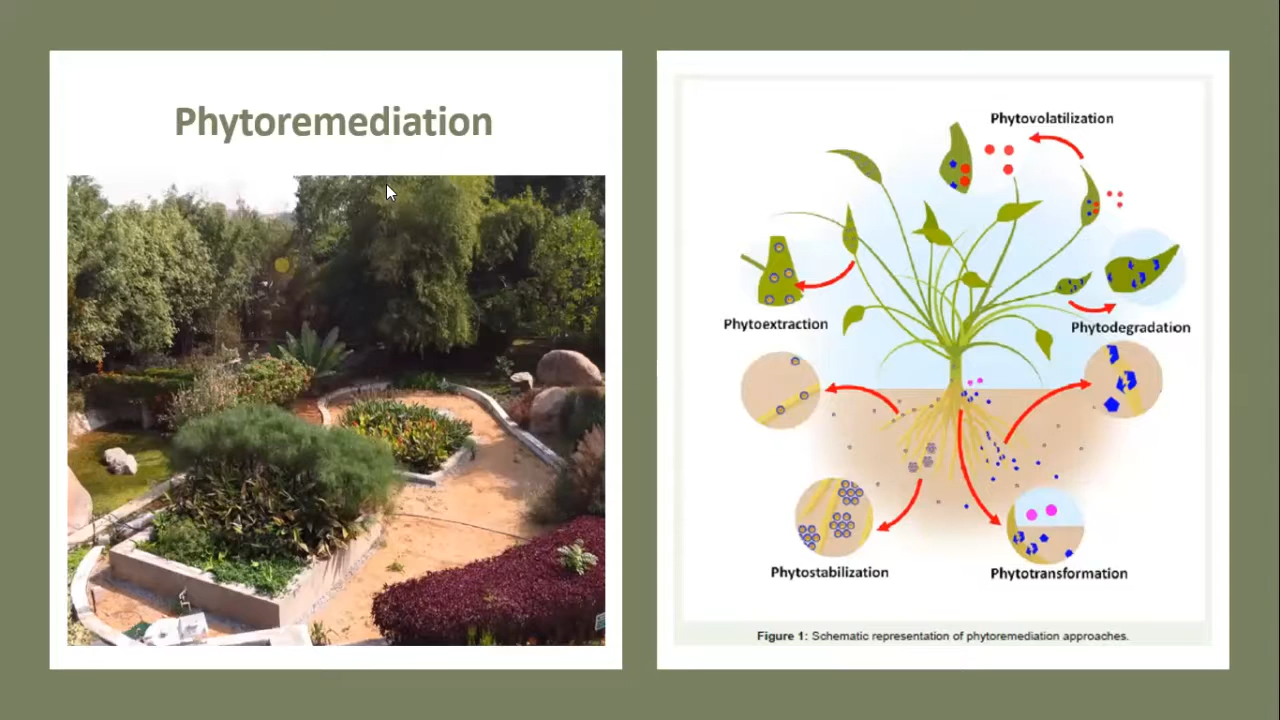 Phytoremediation
Phytovolatilization
Phytoextraction
Phytodegradation
Phytostabilization
Phytotransformation
Figure 1: Schematic representation of phytoremediation approaches.